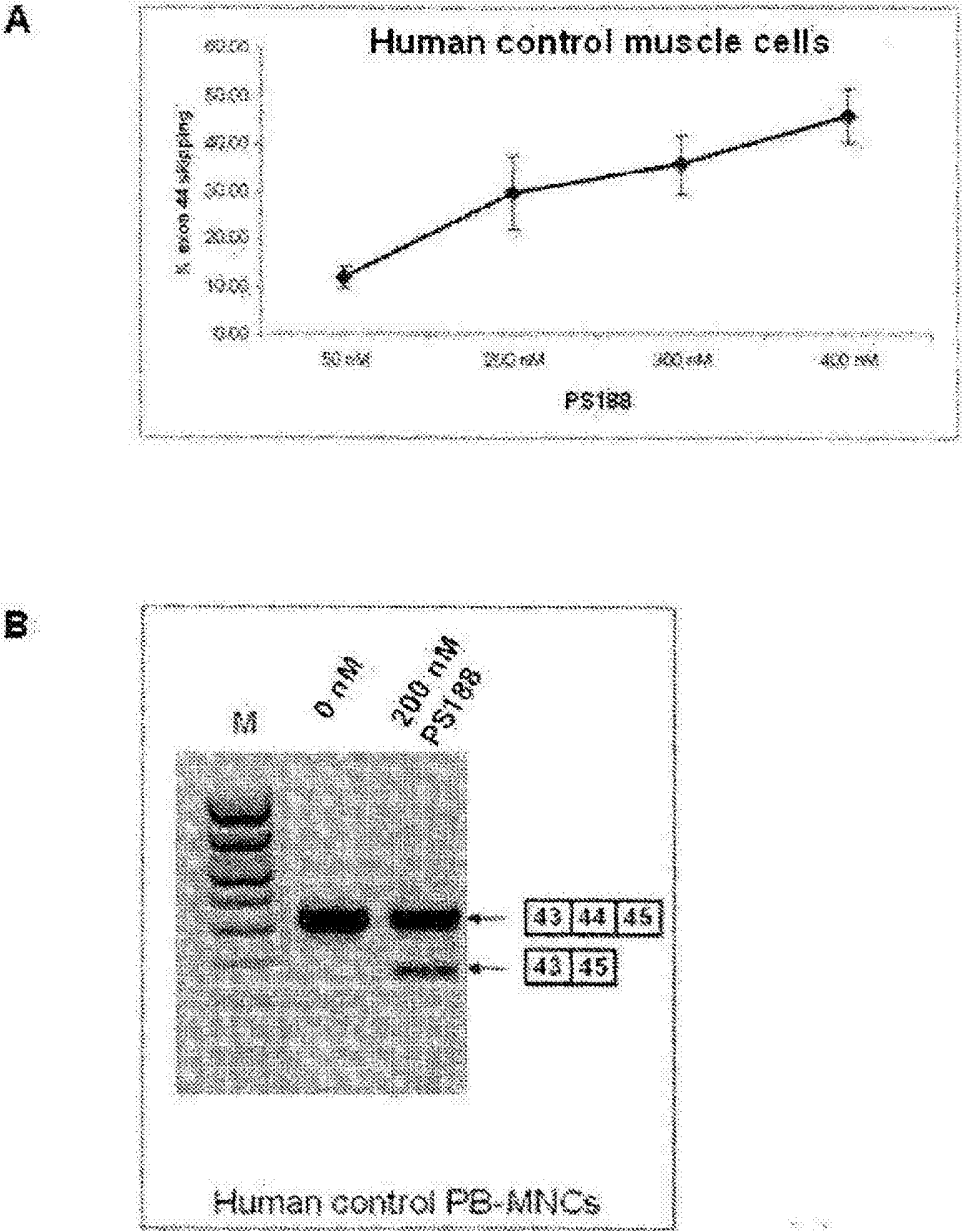 A
Human control muscle cells
60.00
50.00
40.00
30.00
20.00
10.00
0.00
% exon 44 skipping
50 nM
200 nM
300 nM
400 nM
PS188
B
M
0 nM
200 nM
PS188
43 44 45
43 45
Human control PB-MNCs